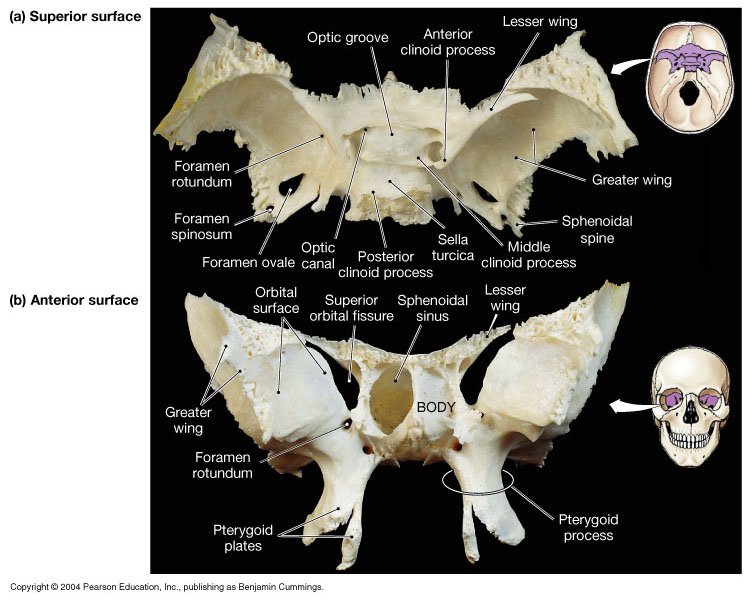 (a) Superior surface
Optic groove
Anterior
clinoid process
Lesser wing
Foramen
rotundum
Greater wing
Foramen
spinosum
Sphenoidal
spine
Foramen ovale
Optic
canal
Posterior
clinoid process
Sella
turcica
Middle
clinoid process
(b) Anterior surface
Orbital
surface
Superior
orbital fissure
Sphenoidal
sinus
Lesser
wing
Greater
wing
BODY
Foramen
rotundum
Pterygoid
plates
Pterygoid
process
Copyright © 2004 Pearson Education, Inc., publishing as Benjamin Cummings.